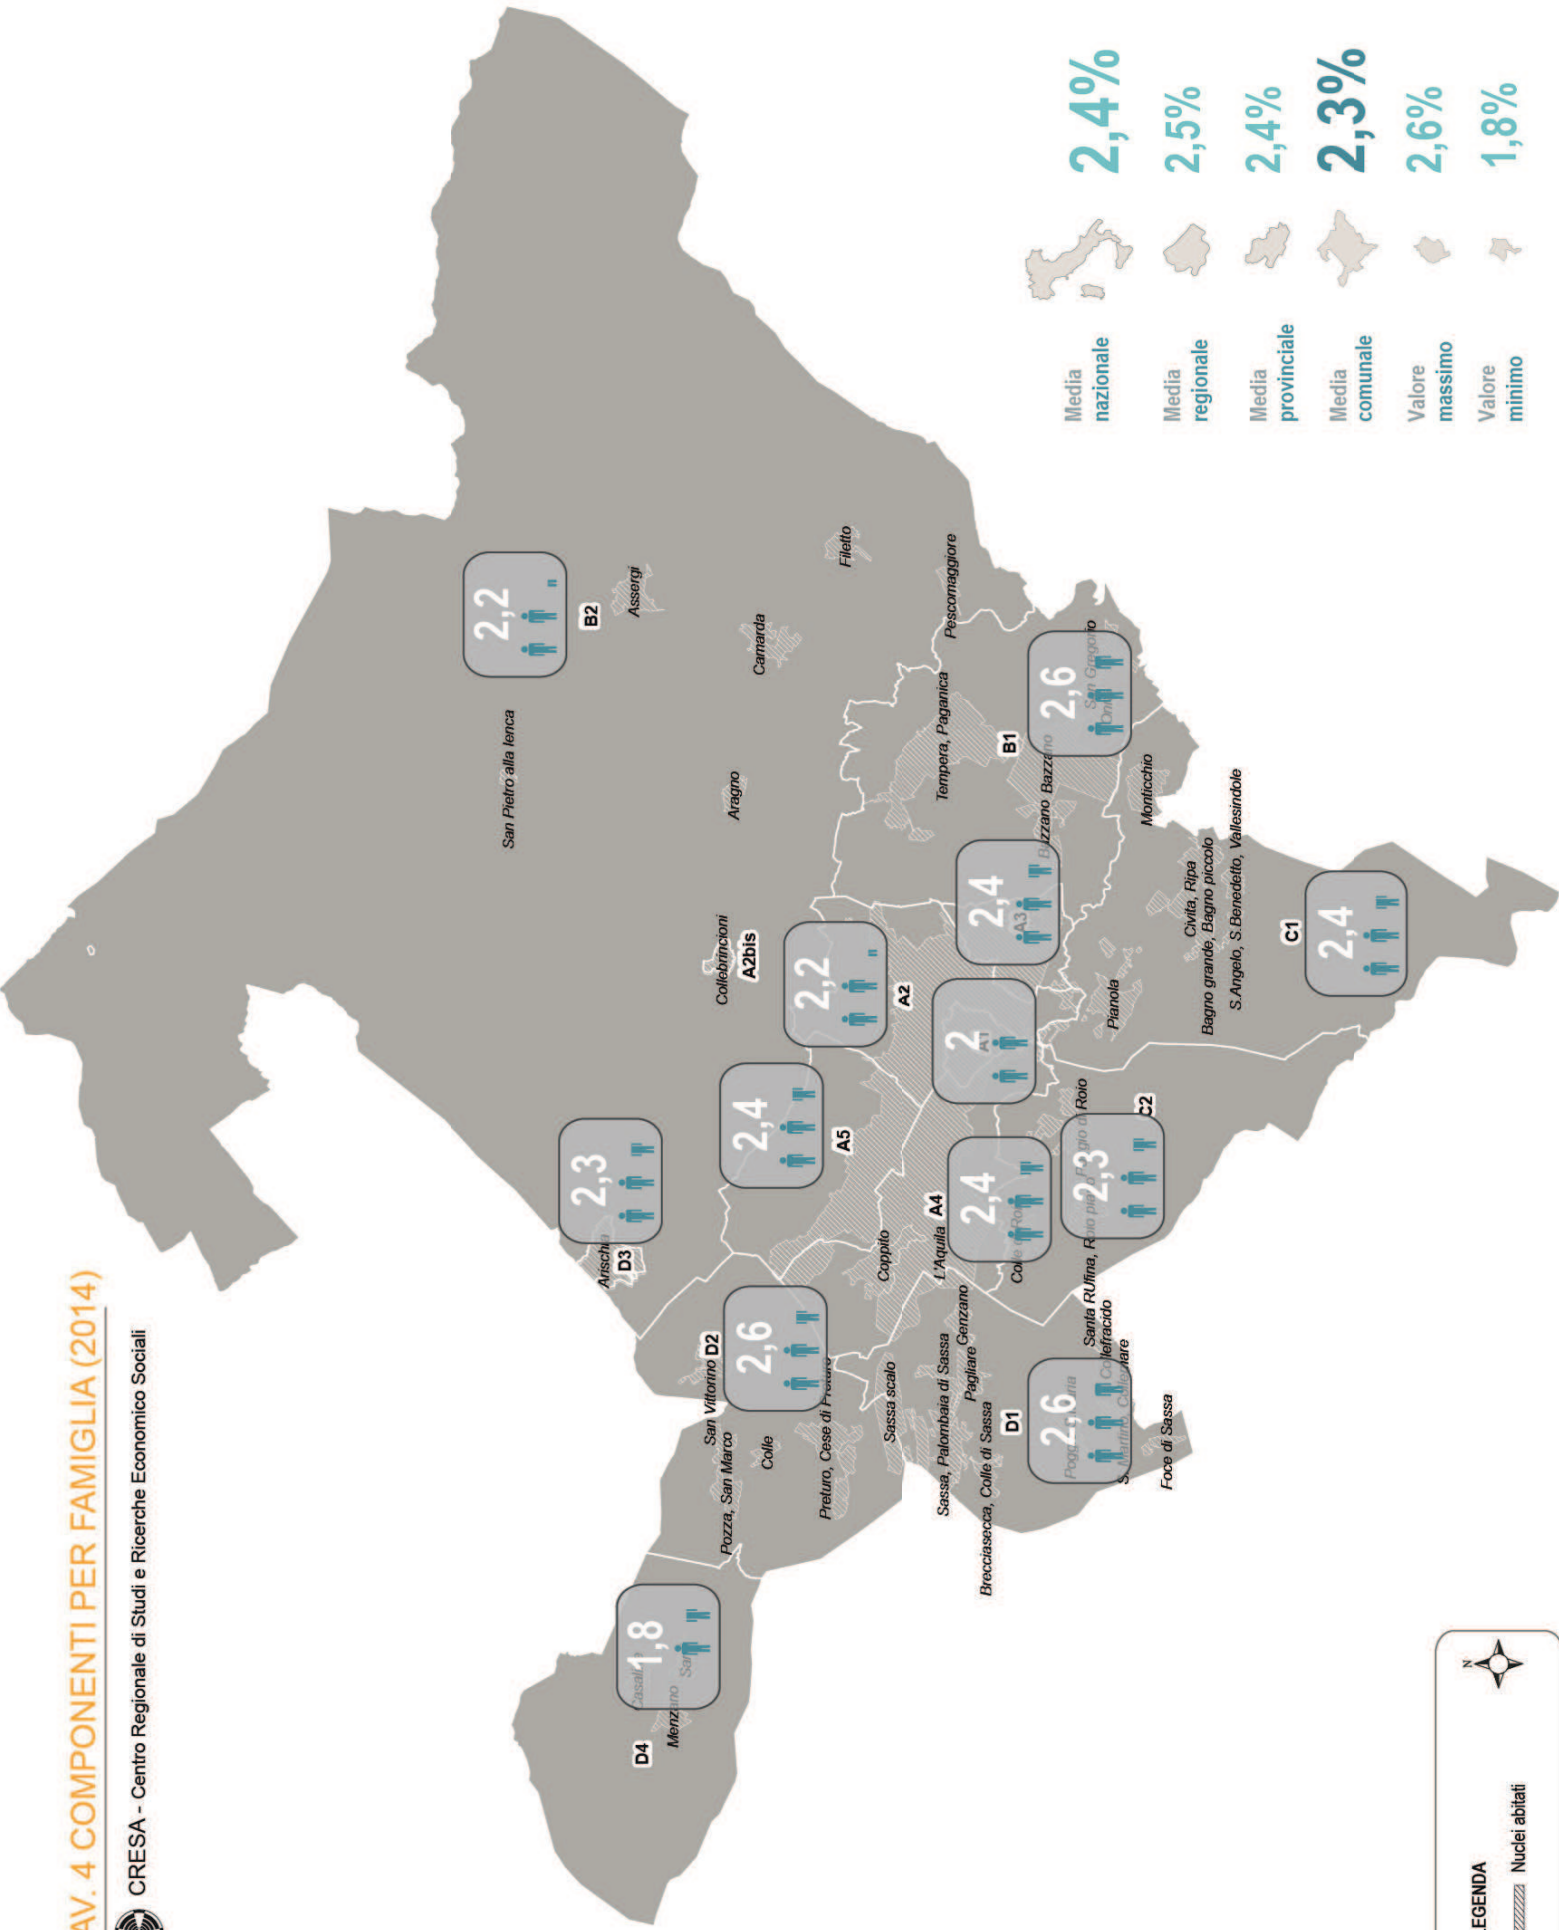 AV. 4 COMPONENTI PER FAMIGLIA (2014)
CRESA - Centro Regionale di Studi e Ricerche Economico Sociali
San Pietro alla Ienca
2,2
B2
Assergi
Camarda
Filetto
Aragno
Pescomaggiore
Collebrincioni
A2bis
2,2
A2
Tempera, Paganica
B1
2,6
San Gregorio
Bazzano
Bazzano
2,4
A3
2
A1
2,4
A5
2,3
Arischia
D3
Monticchio
Civita, Ripa
Bagno grande, Bagno piccolo
S.Angelo, S.Benedetto, Vallesindole
Pianola
C1
2,4
C2
2,3
A4
2,4
L'Aquila
Coppito
D2
2,6
San Vittorino
Pozza, San Marco
Colle
Preturo, Cese di Preturo
Sassa scalo
Genzano
Pagliare
Sassa, Palombaia di Sassa
Brecciasecca, Colle di Sassa
D1
2,6
Foce di Sassa
1,8
D4
Menzano
Media
nazionale
2,4%
Media
regionale
2,5%
Media
provinciale
2,4%
Media
comunale
2,3%
Valore
massimo
2,6%
Valore
minimo
1,8%
EGENDA
Nuclei abitati
N